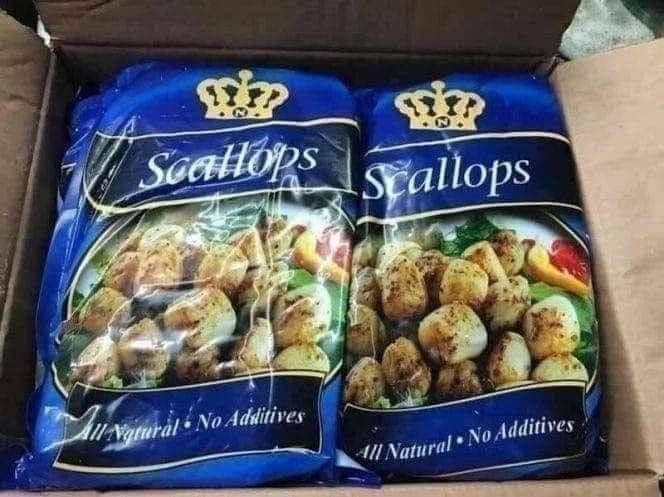 N
Scallops
All Natural • No Additives
N
Scallops
All Natural • No Additives